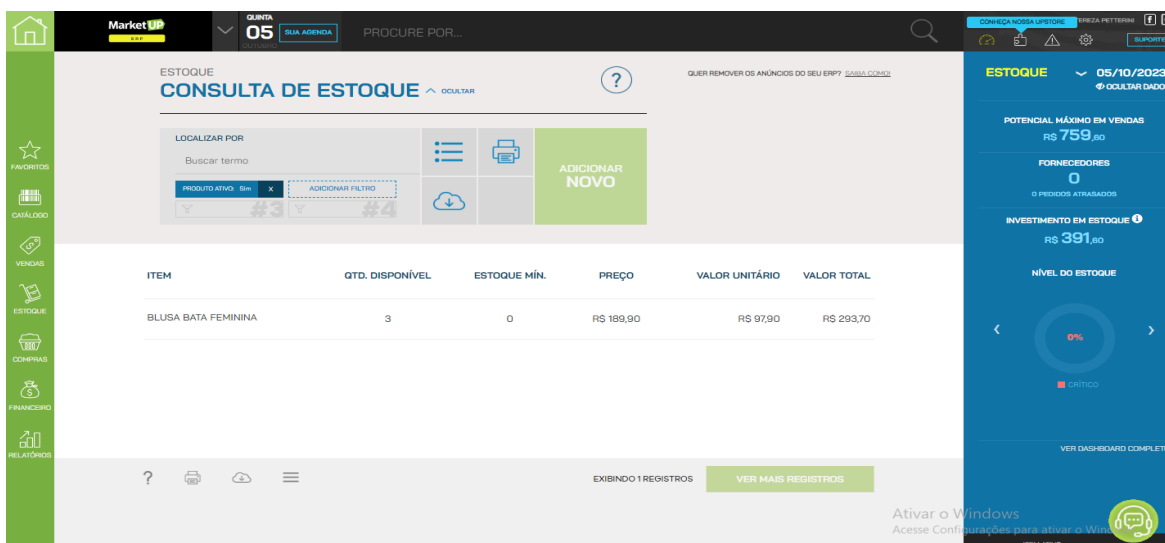 MarketUP
ERP
QUINTA
05
OUTUBRO
SUA AGENDA
PROCURE POR...
CONHEÇA NOSSA UPSTORE
EREZA PETTERINI
SUPORTE
FAVORITOS
CATÁLOGO
VENDAS
ESTOQUE
COMPRAS
FINANCEIRO
RELATÓRIOS
ESTOQUE
CONSULTA DE ESTOQUE
OCULTAR
?
QUER REMOVER OS ANÚNCIOS DO SEU ERP? SAIBA COMO!
LOCALIZAR POR
Buscar termo
PRODUTO ATIVO: Sim X
ADICIONAR FILTRO
#3
#4
ADICIONAR
NOVO
ITEM QTD. DISPONÍVEL ESTOQUE MÍN. PREÇO VALOR UNITÁRIO VALOR TOTAL
BLUSA BATA FEMININA 3 0 R$ 189,90 R$ 97,90 R$ 293,70
? EXIBINDO 1 REGISTROS VER MAIS REGISTROS
ESTOQUE
05/10/2023
OCULTAR DADO
POTENCIAL MÁXIMO EM VENDAS
R$ 759,60
FORNECEDORES
0
0 PEDIDOS ATRASADOS
INVESTIMENTO EM ESTOQUE
R$ 391,60
NÍVEL DO ESTOQUE
0%
CRÍTICO
VER DASHBOARD COMPLET
Ativar o Windows
Acesse Configurações para ativar o Win